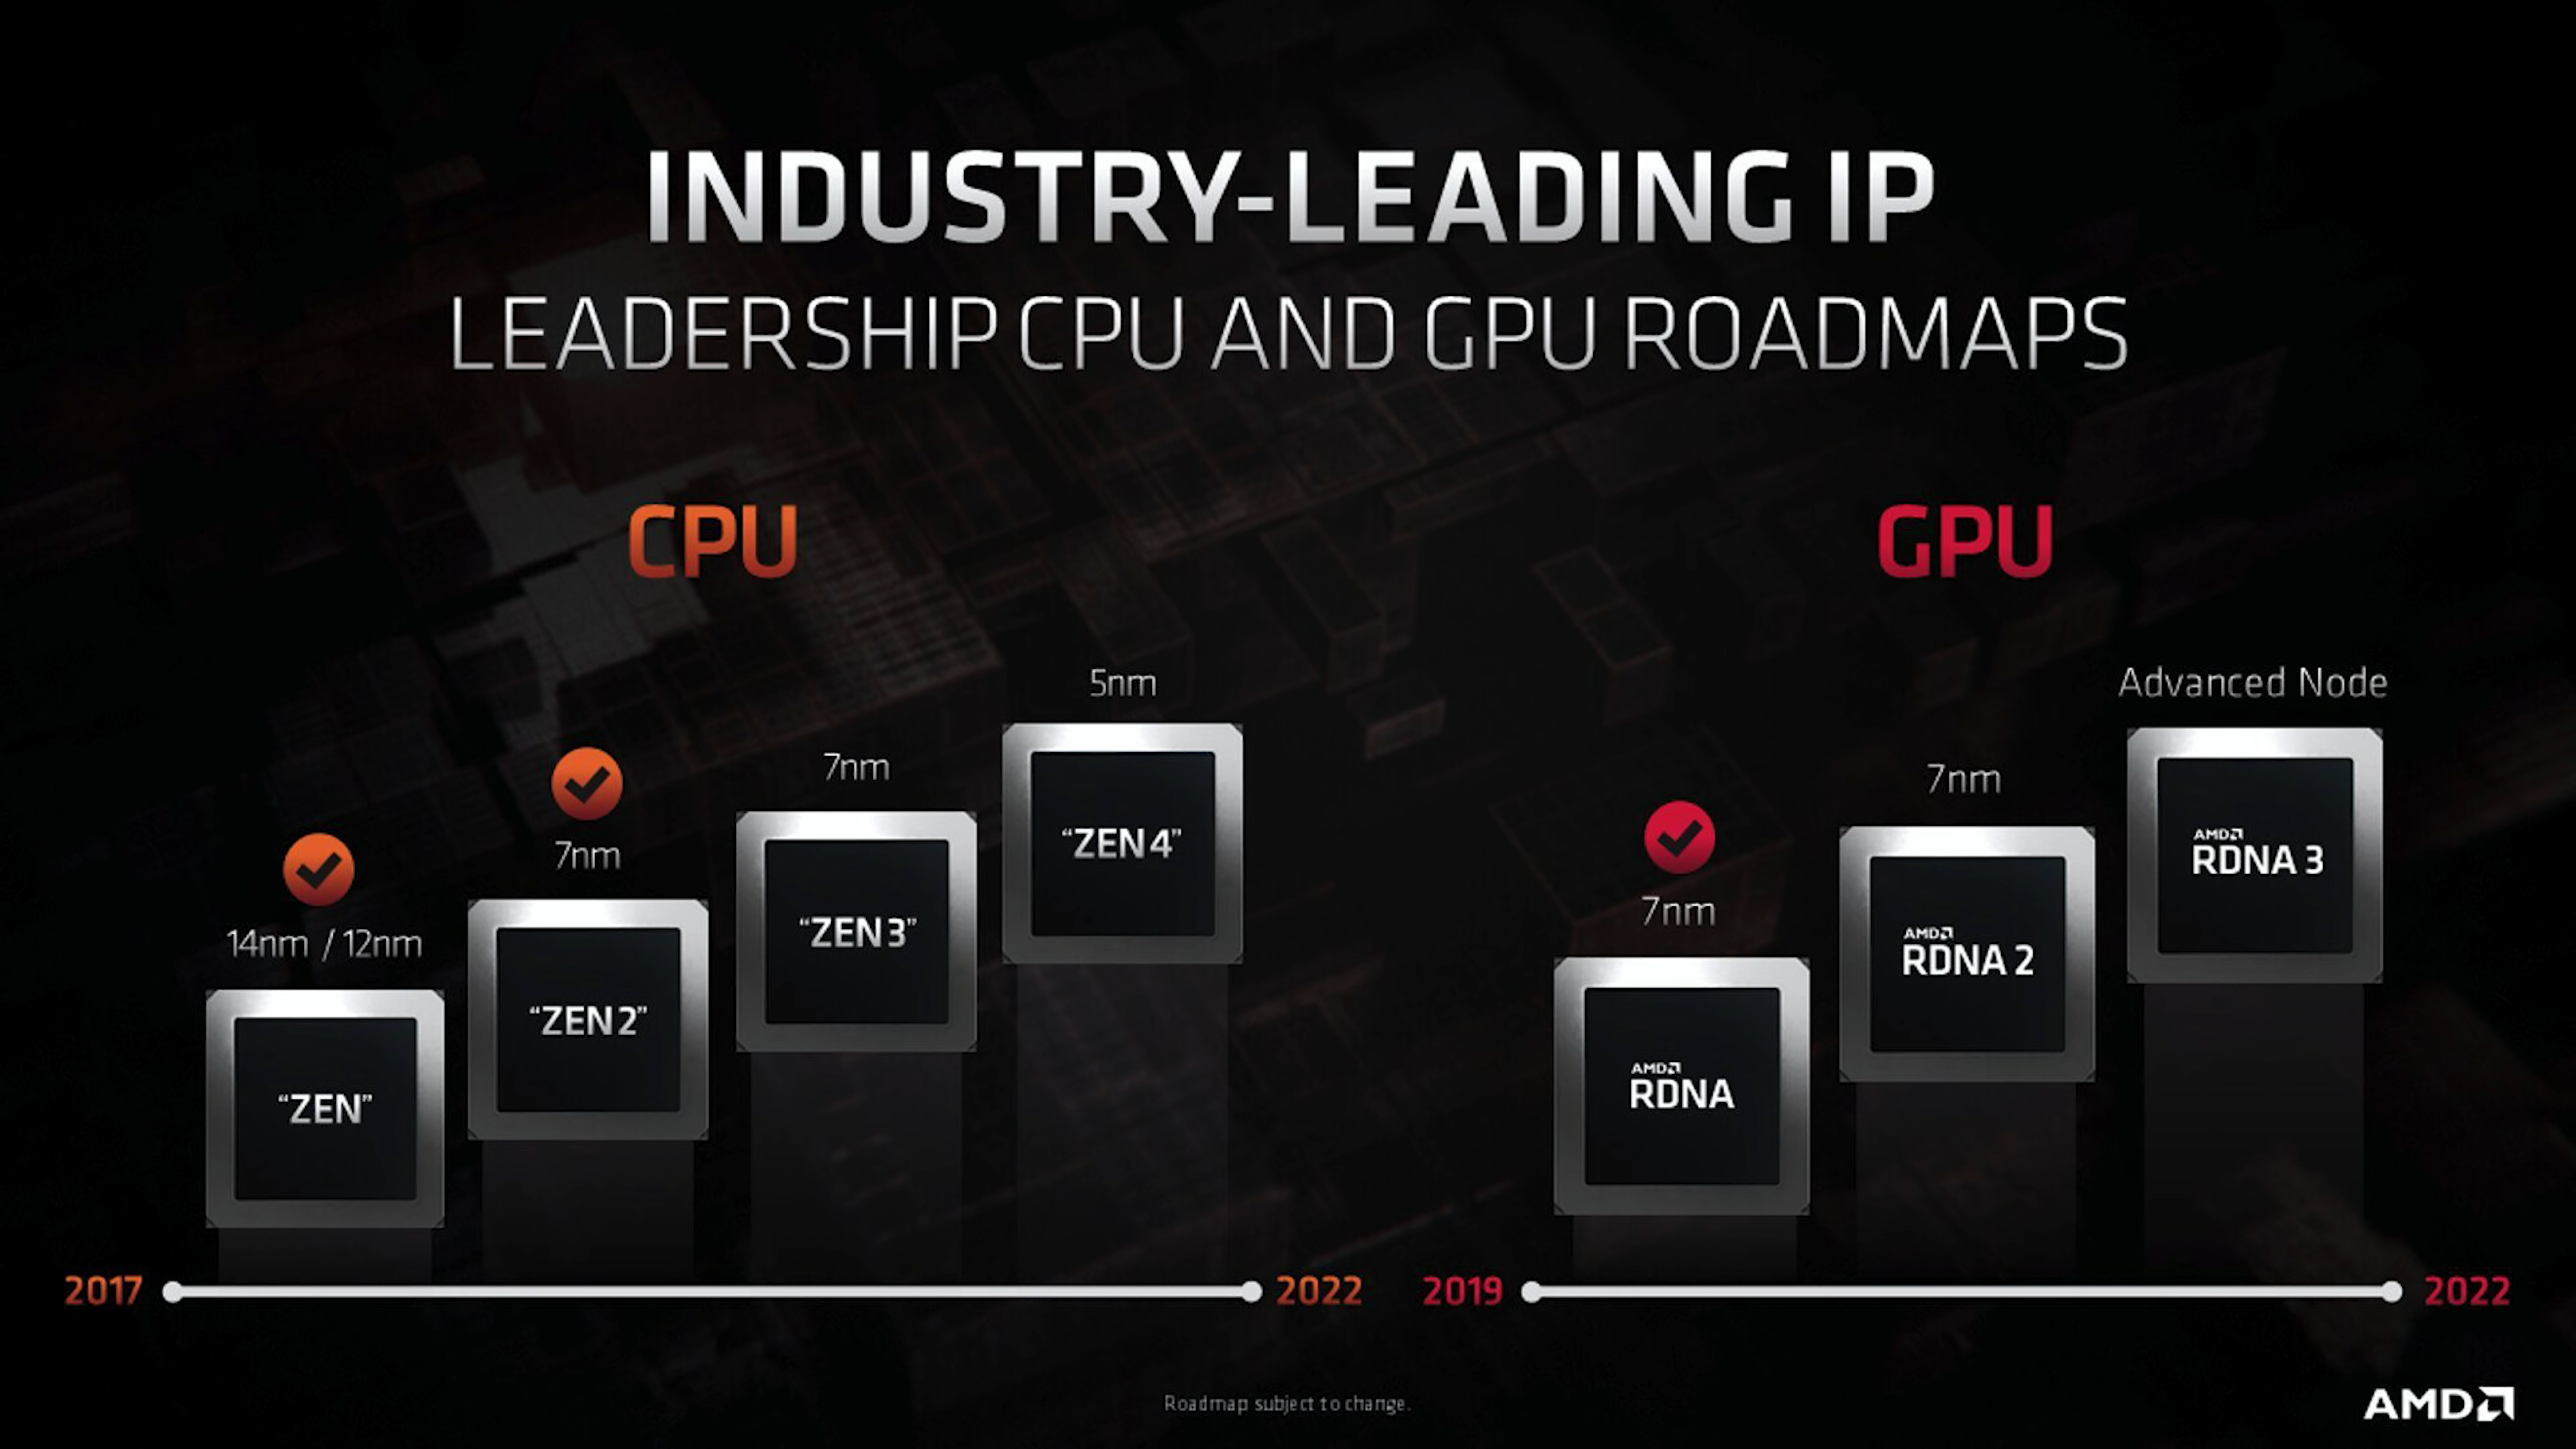 INDUSTRY-LEADING IP
LEADERSHIP CPU AND GPU ROADMAPS
CPU
14nm / 12nm
"ZEN"
7nm
"ZEN 2"
7nm
"ZEN 3"
5nm
"ZEN 4"
2017
2022
GPU
7nm
AMD
RDNA
7nm
AMD
RDNA 2
Advanced Node
AMD
RDNA 3
2019
2022
Roadmap subject to change.
AMD